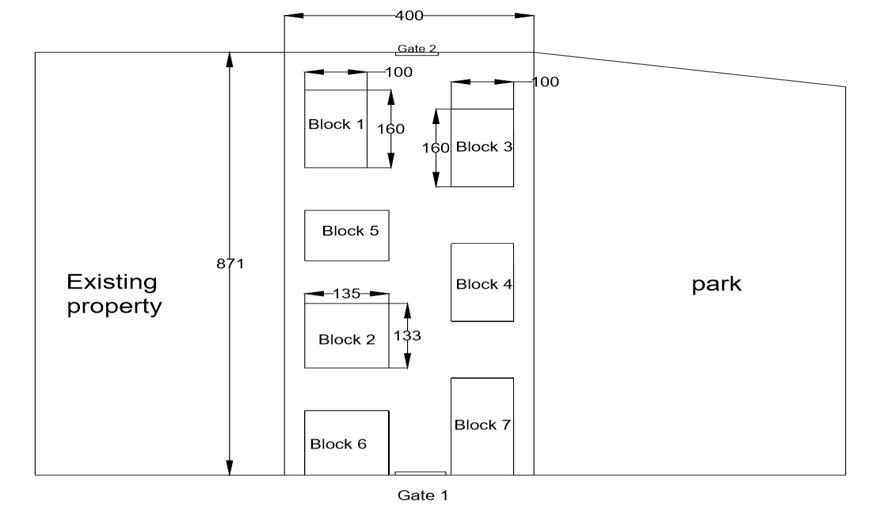 400
Gate 2
100
100
Block 1
160
160
Block 3
Block 5
871
Existing
property
Block 4
park
135
Block 2
133
Block 7
Block 6
Gate 1